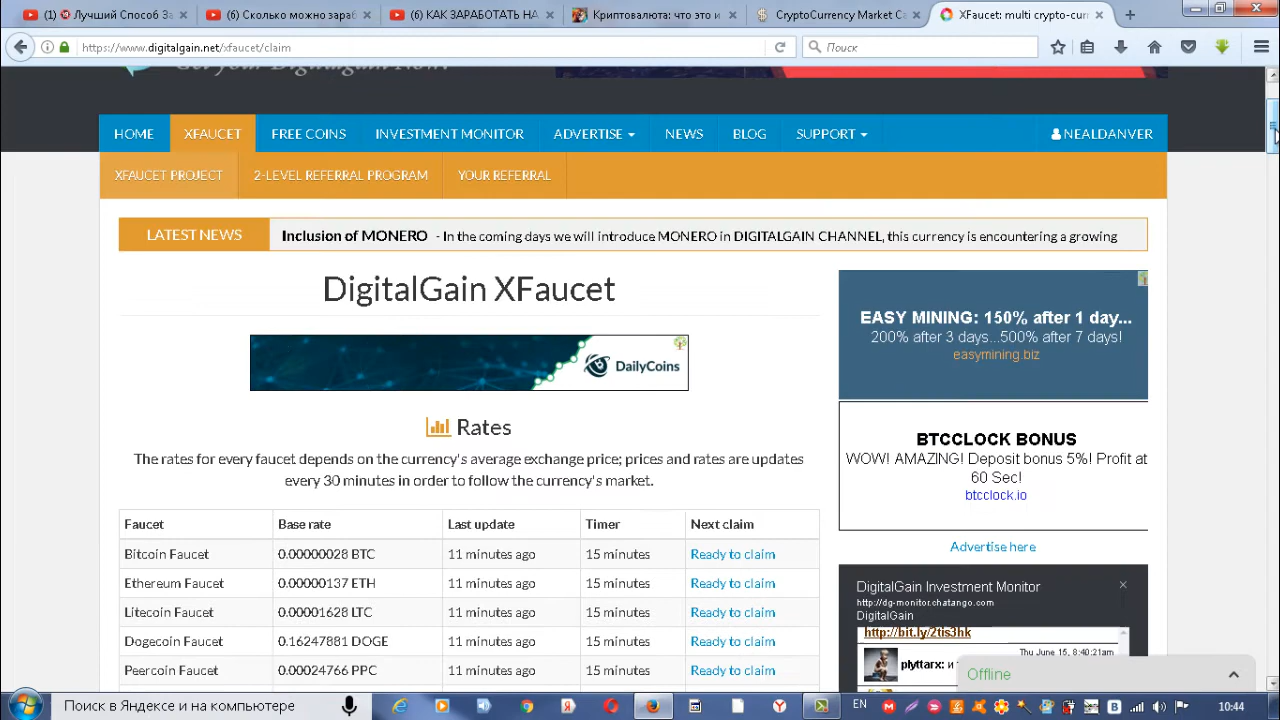 (1) Лучший Способ За
(6) Сколько можно зараб
(6) КАК ЗАРАБОТАТЬ НА
Криптовалюта: что это и
CryptoCurrency Market Ca
XFaucet: multi crypto-curr
https://www.digitalgain.net/xfaucet/claim
Поиск
HOME
XFAUCET
FREE COINS
INVESTMENT MONITOR
ADVERTISE
NEWS
BLOG
SUPPORT
NEALDANVER
XFAUCET PROJECT
2-LEVEL REFERRAL PROGRAM
YOUR REFERRAL
LATEST NEWS
Inclusion of MONERO - In the coming days we will introduce MONERO in DIGITALGAIN CHANNEL, this currency is encountering a growing
DigitalGain XFaucet
DailyCoins
Rates
The rates for every faucet depends on the currency's average exchange price; prices and rates are updates
every 30 minutes in order to follow the currency's market.
Faucet Base rate Last update Timer Next claim
Bitcoin Faucet 0.00000028 BTC 11 minutes ago 15 minutes Ready to claim
Ethereum Faucet 0.00000137 ETH 11 minutes ago 15 minutes Ready to claim
Litecoin Faucet 0.00001628 LTC 11 minutes ago 15 minutes Ready to claim
Dogecoin Faucet 0.16247881 DOGE 11 minutes ago 15 minutes Ready to claim
Peercoin Faucet 0.00024766 PPC 11 minutes ago 15 minutes Ready to claim
EASY MINING: 150% after 1 day...
200% after 3 days...500% after 7 days!
easymining.biz
BTCCLOCK BONUS
WOW! AMAZING! Deposit bonus 5%! Profit at
60 Sec!
btcclock.io
Advertise here
DigitalGain Investment Monitor
http://dg-monitor.chatango.com
DigitalGain
http://bit.ly/2tis3hk
Thu June 15, 8:40:21am
plyttarx: и
Offline
Поиск в Яндексе и на компьютере
EN
10:44